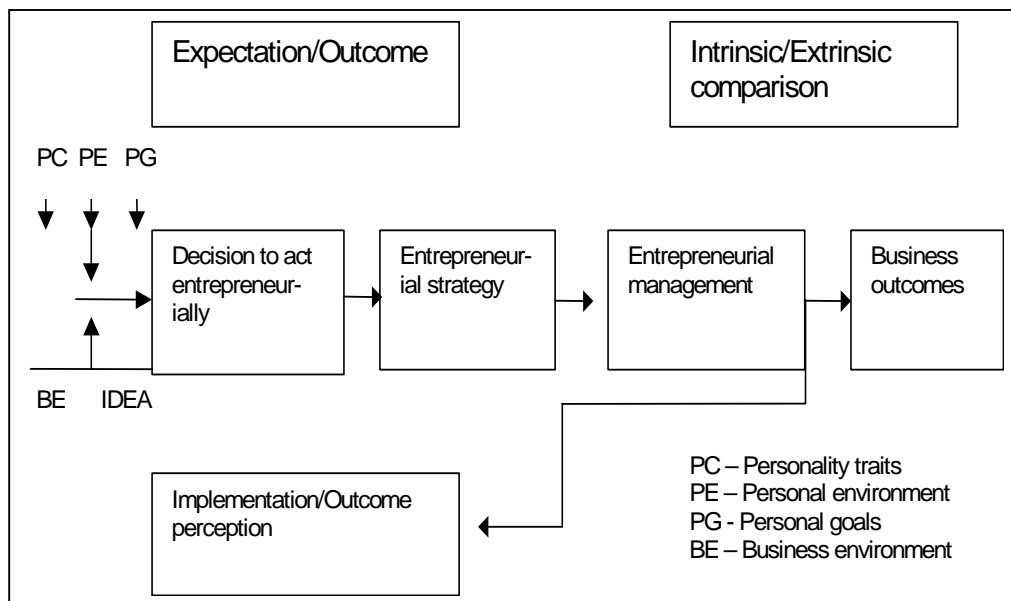 Expectation/Outcome
Intrinsic/Extrinsic
comparison
PC PE PG
Decision to act
entrepreneur-
ially
Entrepreneur-
ial strategy
Entrepreneurial
management
Business
outcomes
BE IDEA
Implementation/Outcome
perception
PC – Personality traits
PE – Personal environment
PG - Personal goals
BE – Business environment